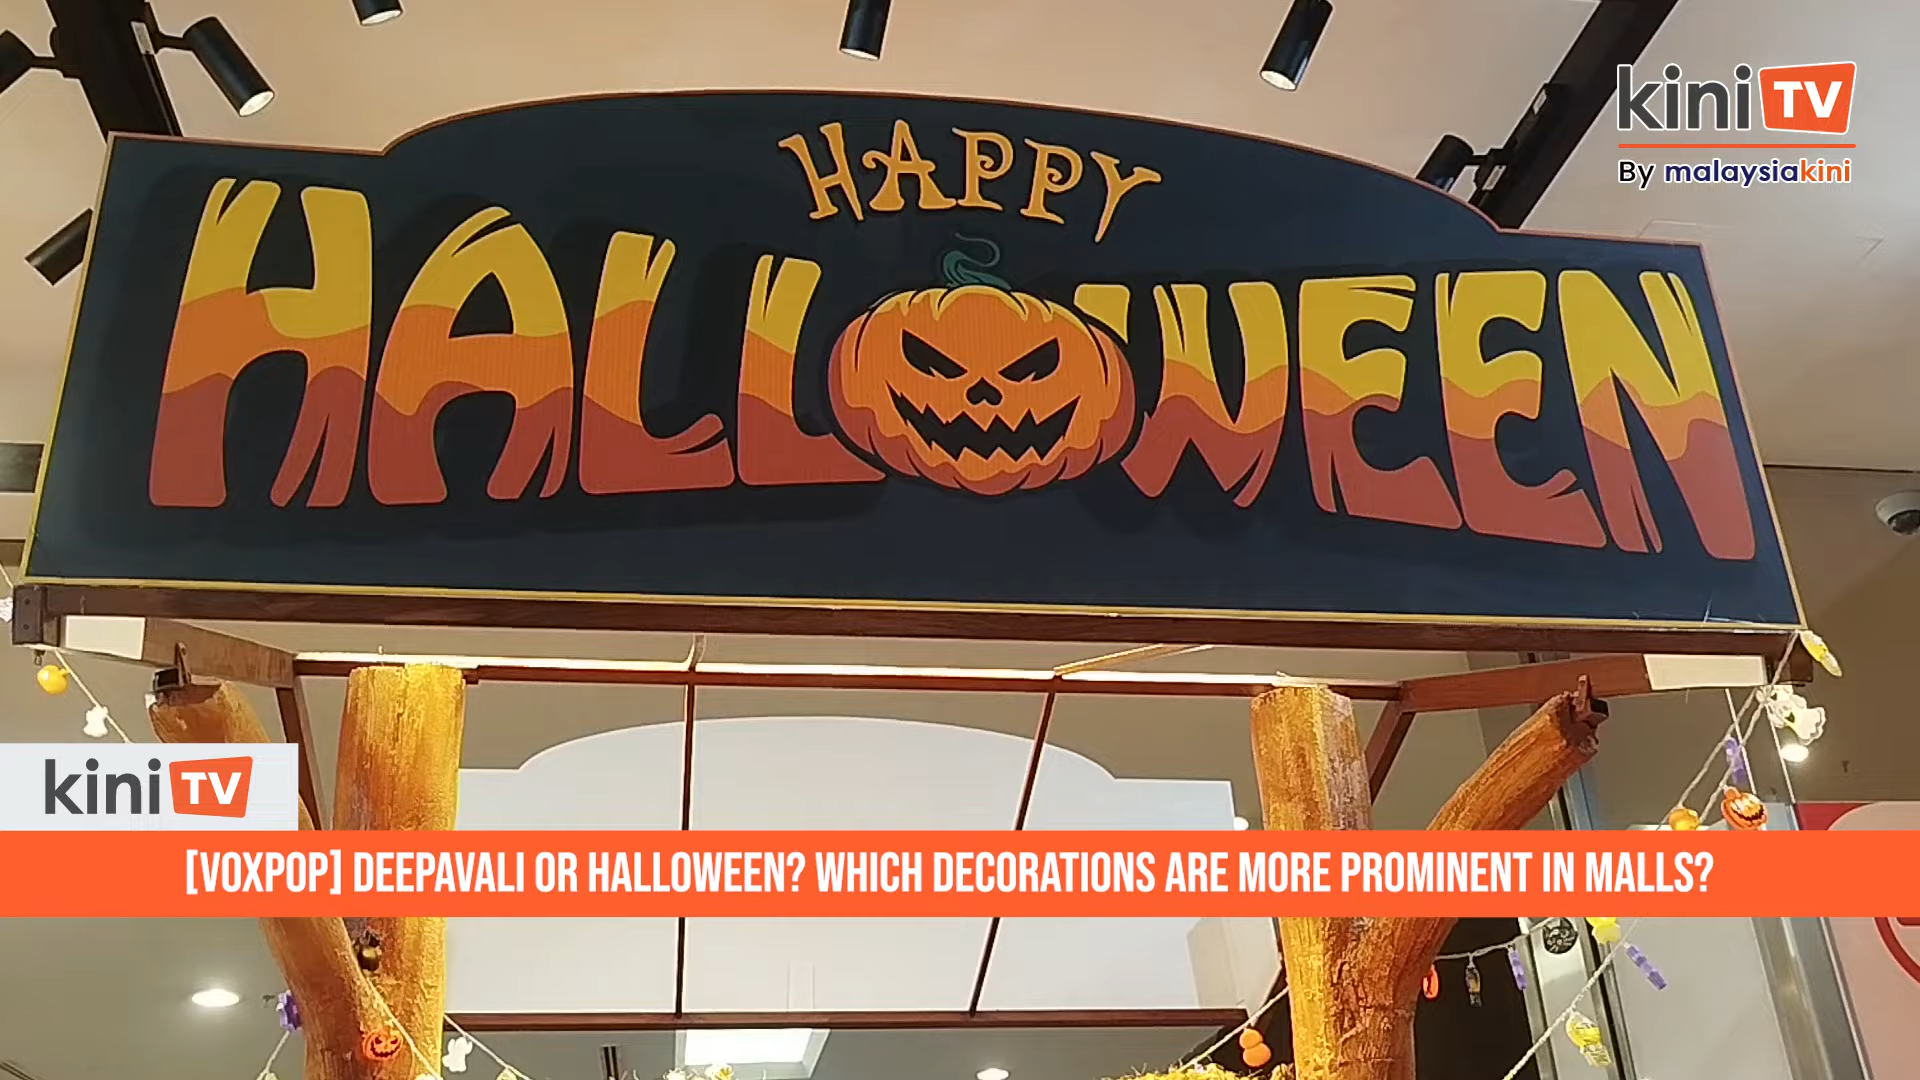 kini TV
By malaysiakini
HAPPY
HALLOWEEN
kini TV
[VOXPOP] DEEPAVALI OR HALLOWEEN? WHICH DECORATIONS ARE MORE PROMINENT IN MALLS?